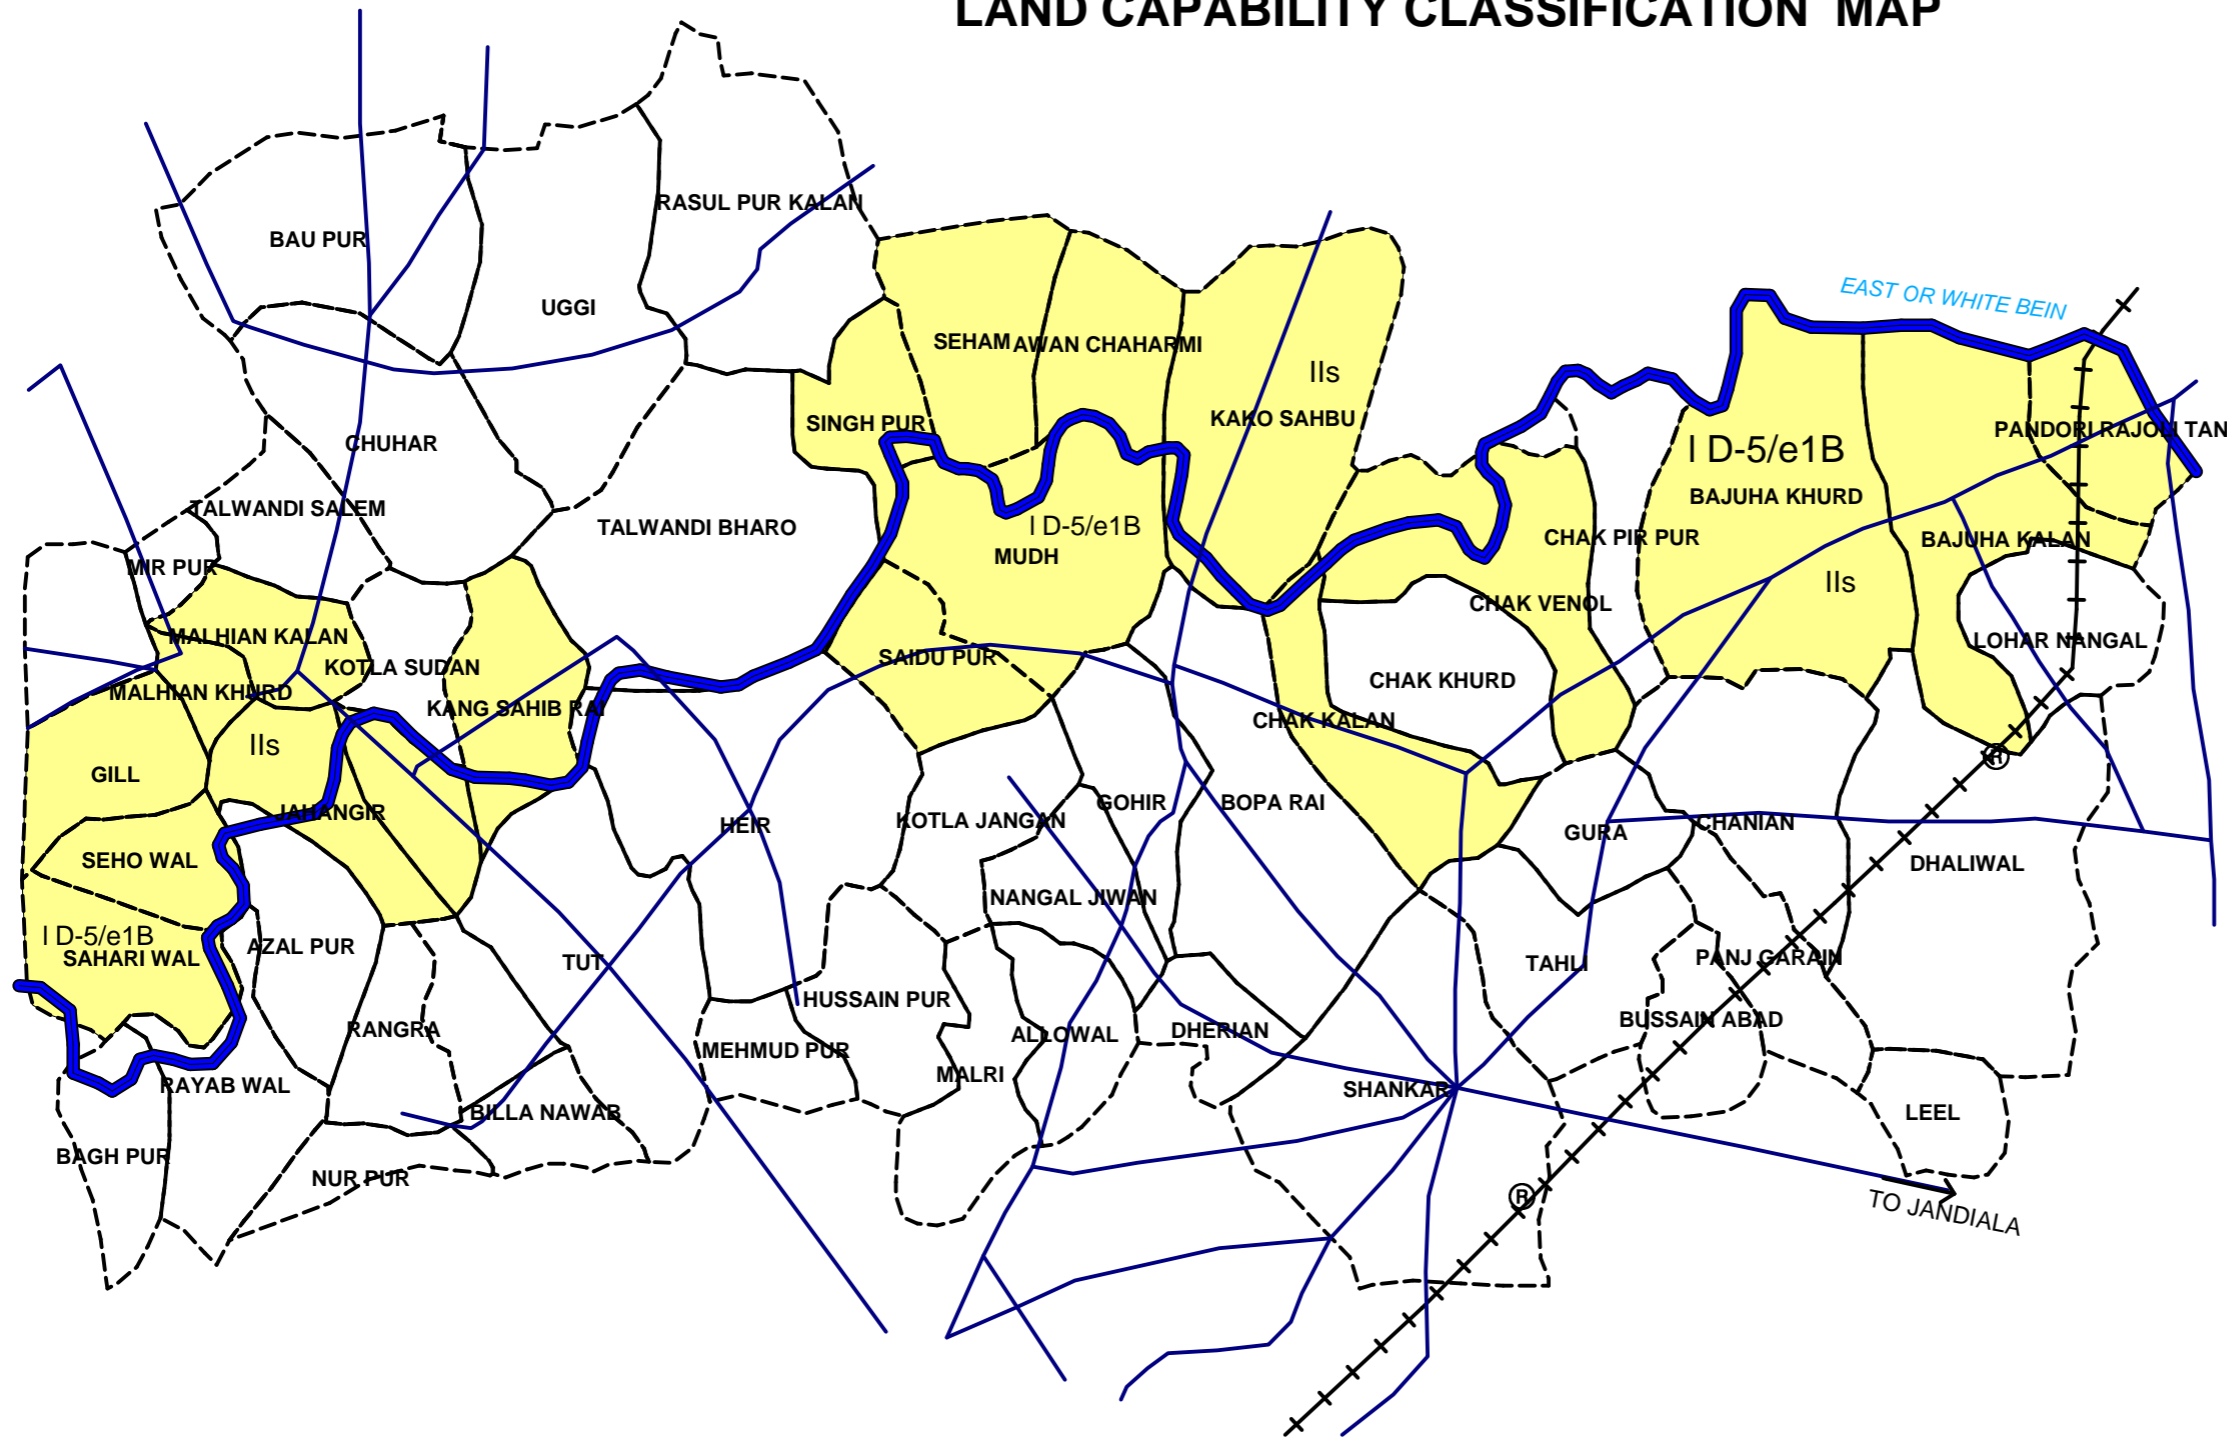 LAND CAPABILITY CLASSIFICATION MAP
RASUL PUR KALAN
BAU PUR
EAST OR WHITE BEIN
UGGI
SEHAM
AWAN CHAHARMI
IIs
KAKO SAHBU
SINGH PUR
PANDORI RAJOLI TAN
CHUHAR
I D-5/e1B
BAJUHA KHURD
TALWANDI SALEM
TALWANDI BHARO
I D-5/e1B
MUDH
CHAK PIR PUR
BAJUHA KALAN
MIR PUR
IIs
CHAK VENOL
MALHIAN KALAN
LOHAR NANGAL
KOTLA SUDAN
SAIDU PUR
CHAK KHURD
MALHIAN KHURD
KANG SAHIB RAI
CHAK KALAN
IIs
R
GILL
JAHANGIR
HEIR
KOTLA JANGAN
GOHIR
BOPA RAI
GURA
CHANIAN
SEHO WAL
DHALIWAL
NANGAL JIWAN
I D-5/e1B
SAHARI WAL
AZAL PUR
TUT
TAHLI
PANJ GARAIN
HUSSAIN PUR
RANGRA
ALLOWAL
DHERIAN
BUSSAIN ABAD
MEHMUD PUR
MALRI
RAYAB WAL
SHANKAR
BILLA NAWAB
LEEL
BAGH PUR
NUR PUR
R
TO JANDIALA